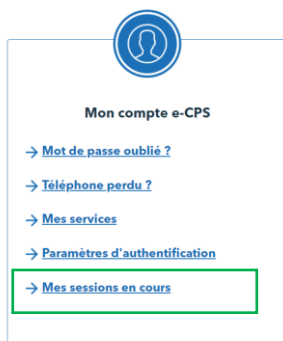 Mon compte e-CPS
→ Mot de passe oublié ?
→ Téléphone perdu ?
→ Mes services
→ Paramètres d'authentification
→ Mes sessions en cours